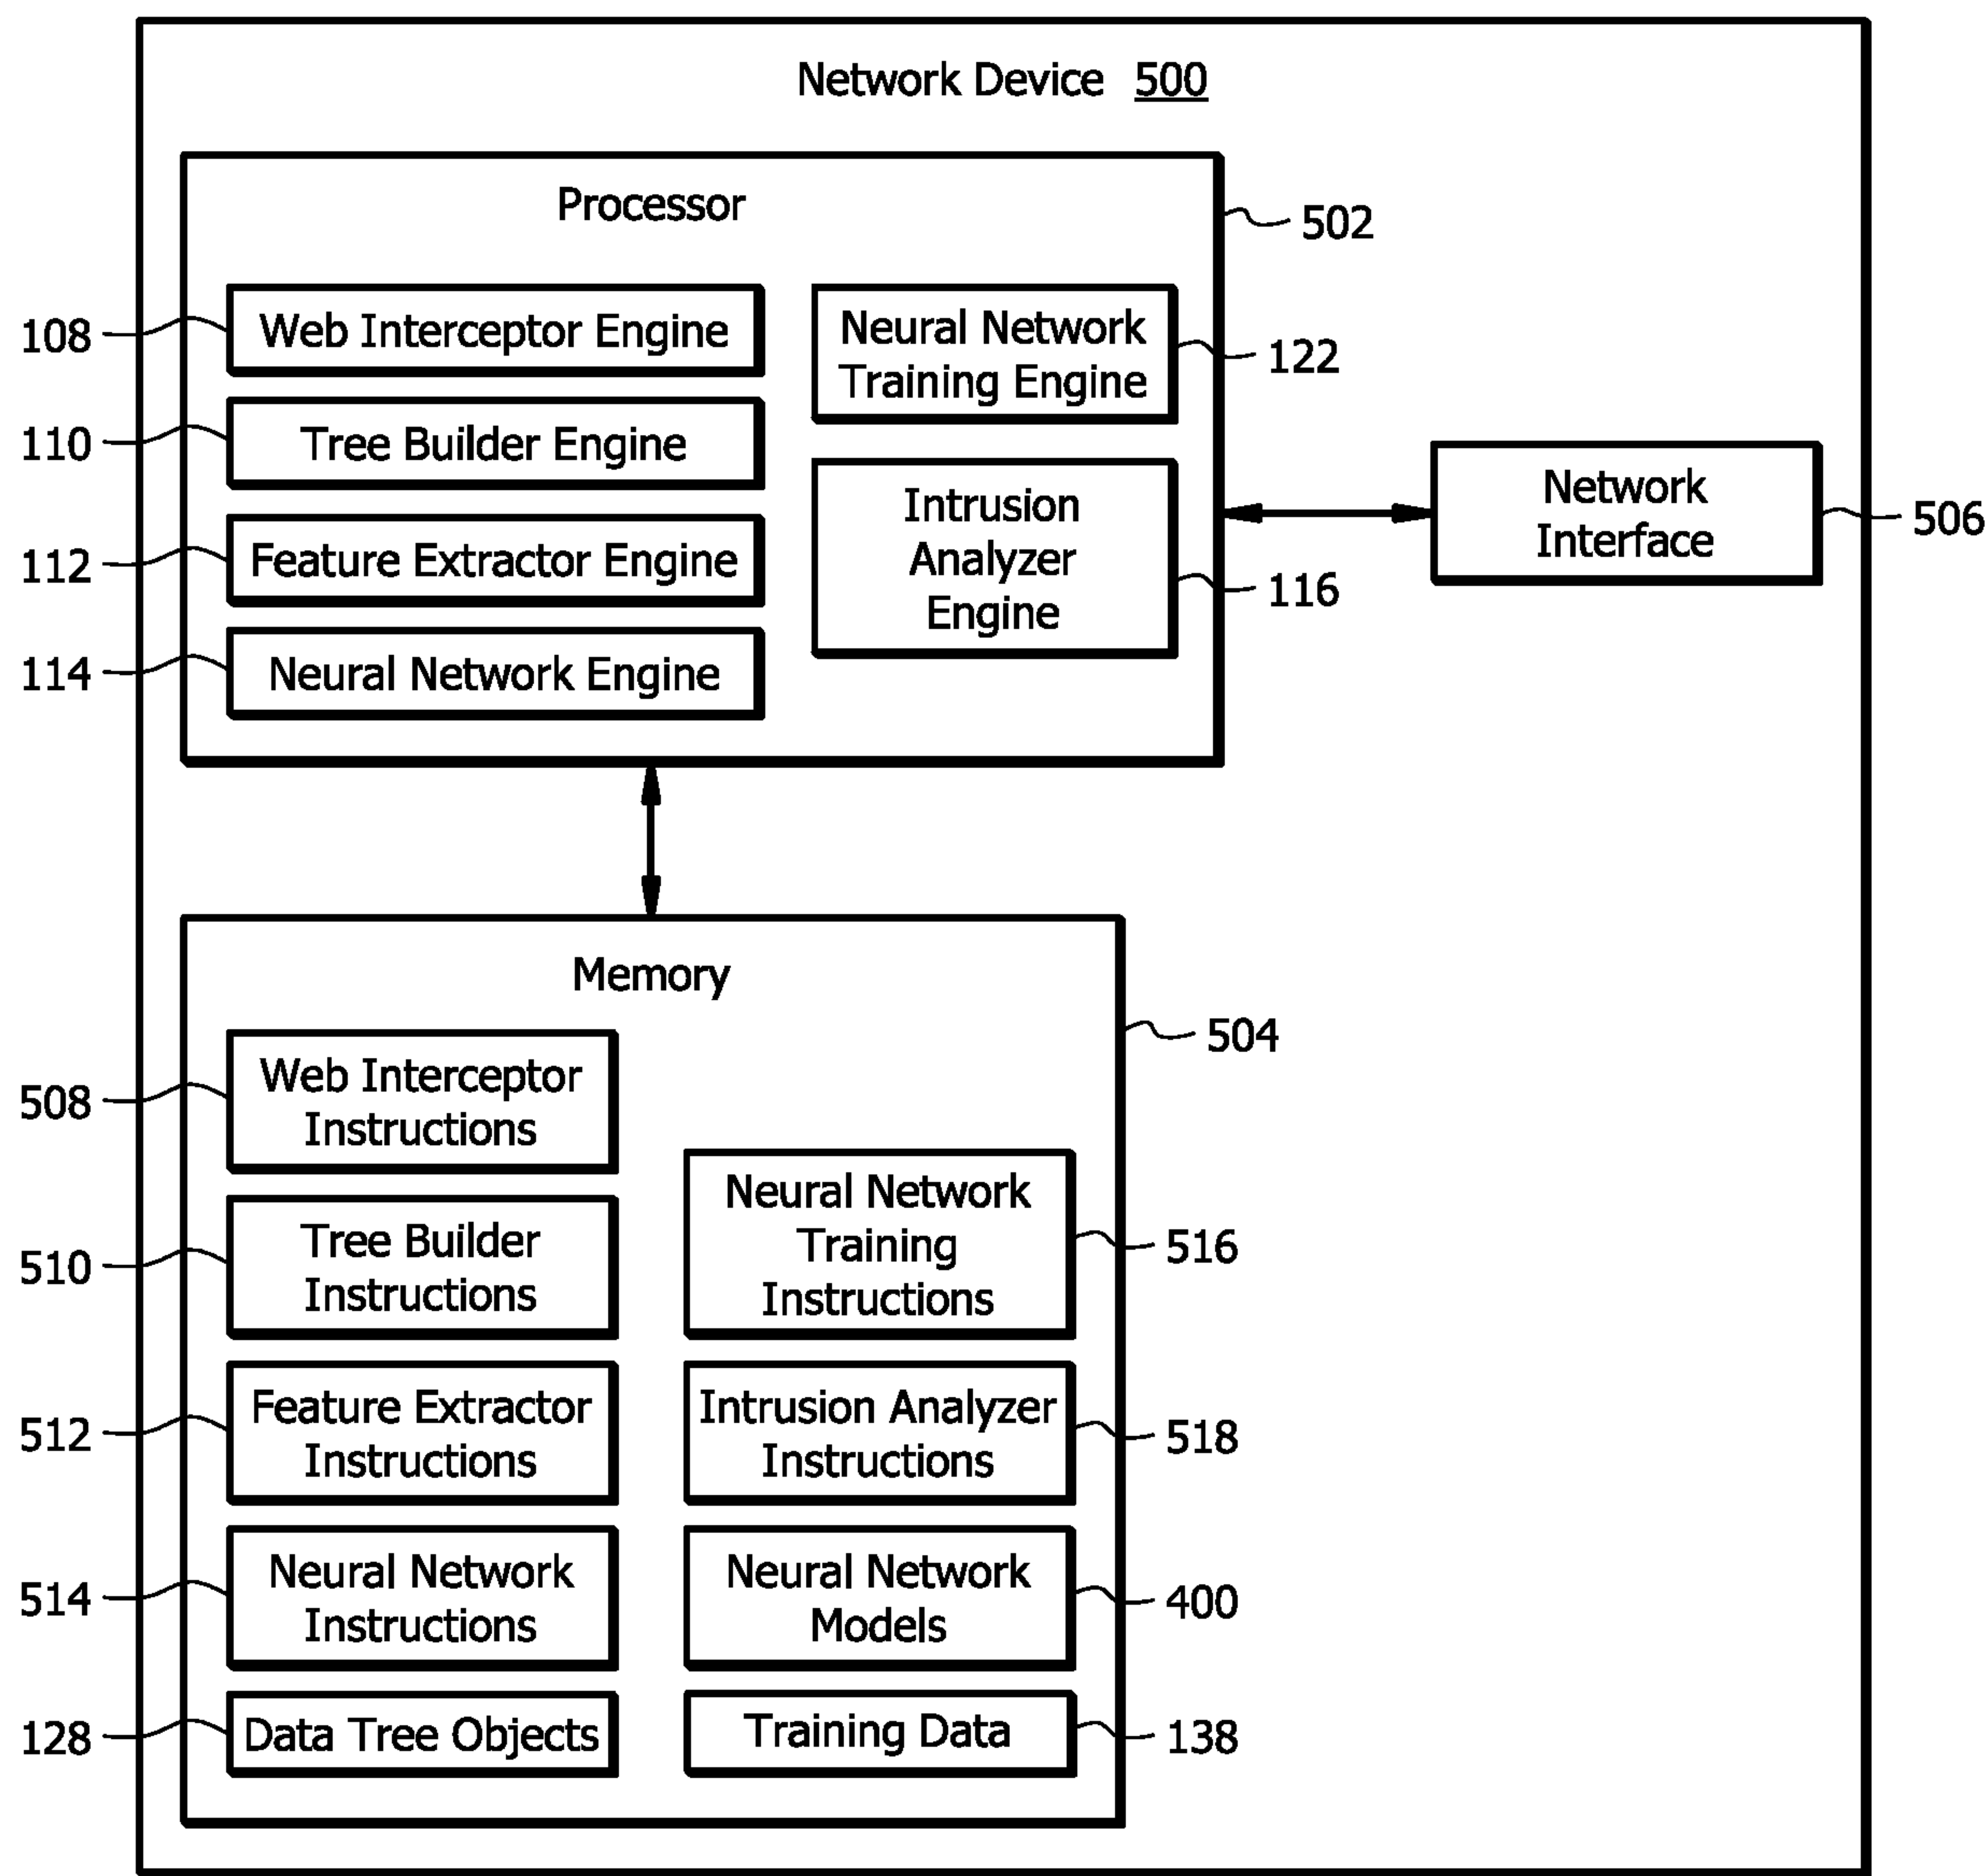 Network Device 500
Processor
502
108
Web Interceptor Engine
110
Tree Builder Engine
112
Feature Extractor Engine
114
Neural Network Engine
Neural Network
Training Engine
122
Intrusion
Analyzer
Engine
116
Network
Interface
506
Memory
504
508
Web Interceptor
Instructions
510
Tree Builder
Instructions
512
Feature Extractor
Instructions
514
Neural Network
Instructions
128
Data Tree Objects
Neural Network
Training
Instructions
516
Intrusion Analyzer
Instructions
518
Neural Network
Models
400
Training Data
138